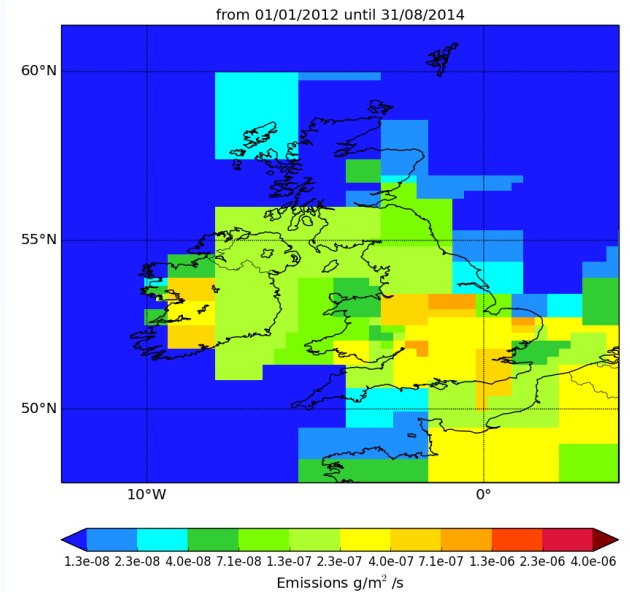 from 01/01/2012 until 31/08/2014
60°N
55°N
50°N
10°W 0°
1.3e-08 2.3e-08 4.0e-08 7.1e-08 1.3e-07 2.3e-07 4.0e-07 7.1e-07 1.3e-06 2.3e-06 4.0e-06
Emissions g/m² /s